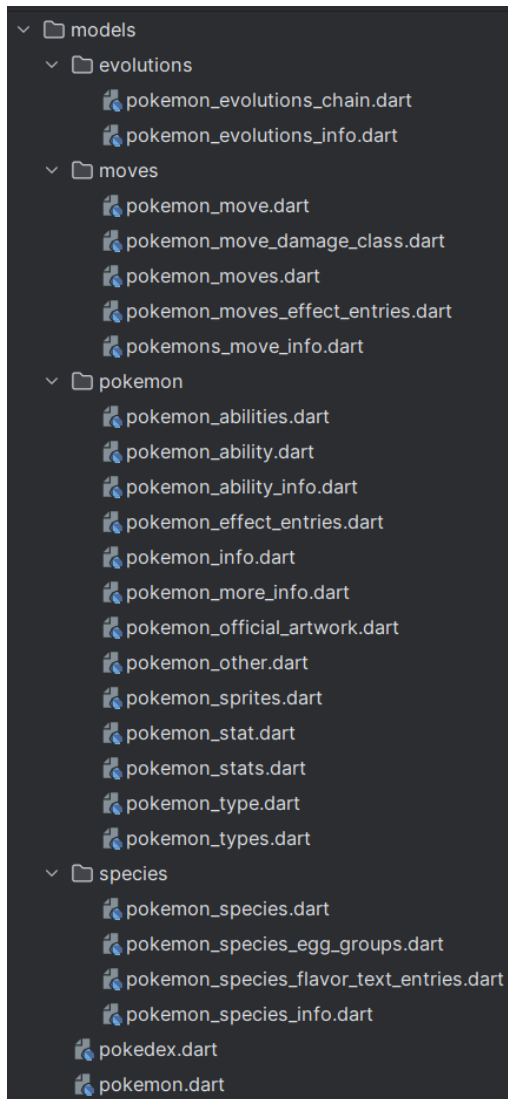 models
evolutions
pokemon_evolutions_chain.dart
pokemon_evolutions_info.dart
moves
pokemon_move.dart
pokemon_move_damage_class.dart
pokemon_moves.dart
pokemon_moves_effect_entries.dart
pokemons_move_info.dart
pokemon
pokemon_abilities.dart
pokemon_ability.dart
pokemon_ability_info.dart
pokemon_effect_entries.dart
pokemon_info.dart
pokemon_more_info.dart
pokemon_official_artwork.dart
pokemon_other.dart
pokemon_sprites.dart
pokemon_stat.dart
pokemon_stats.dart
pokemon_type.dart
pokemon_types.dart
species
pokemon_species.dart
pokemon_species_egg_groups.dart
pokemon_species_flavor_text_entries.dart
pokemon_species_info.dart
pokedex.dart
pokemon.dart